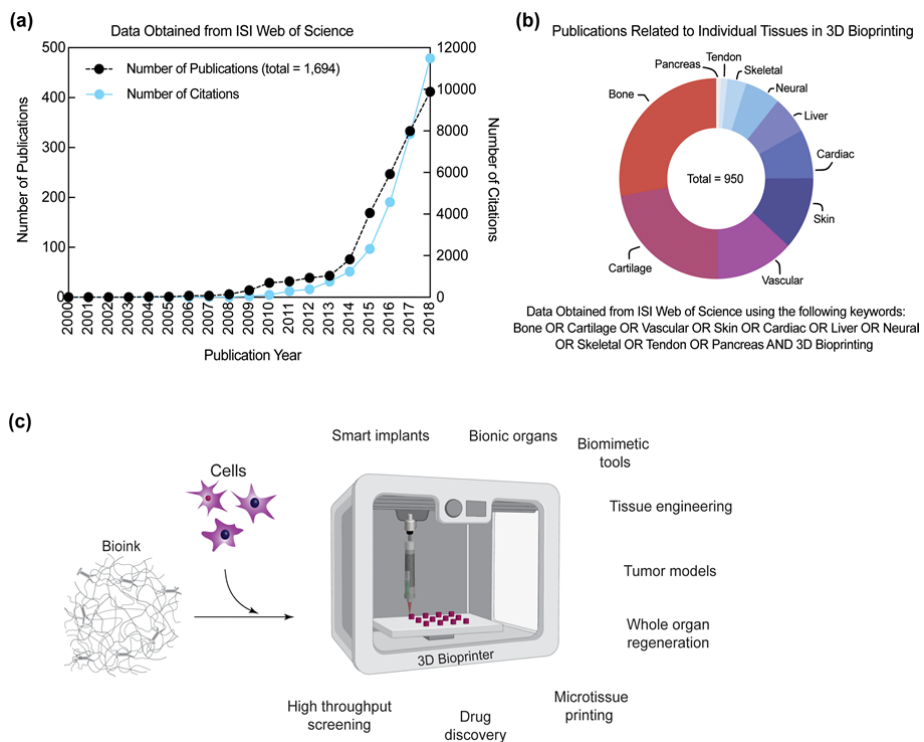 (a)
Data Obtained from ISI Web of Science
500
400
300
200
100
0
Number of Publications
Number of Publications (total = 1,694)
Number of Citations
12000
10000
8000
6000
4000
2000
0
Number of Citations
2000
2001
2002
2003
2004
2005
2006
2007
2008
2009
2010
2011
2012
2013
2014
2015
2016
2017
2018
Publication Year
(b)
Publications Related to Individual Tissues in 3D Bioprinting
Pancreas
Tendon
Skeletal
Neural
Liver
Cardiac
Skin
Vascular
Cartilage
Bone
Total = 950
Data Obtained from ISI Web of Science using the following keywords:
Bone OR Cartilage OR Vascular OR Skin OR Cardiac OR Liver OR Neural
OR Skeletal OR Tendon OR Pancreas AND 3D Bioprinting
(c)
Bioink
Cells
3D Bioprinter
Smart implants
Bionic organs
Biomimetic
tools
Tissue engineering
Tumor models
Whole organ
regeneration
Microtissue
printing
Drug
discovery
High throughput
screening